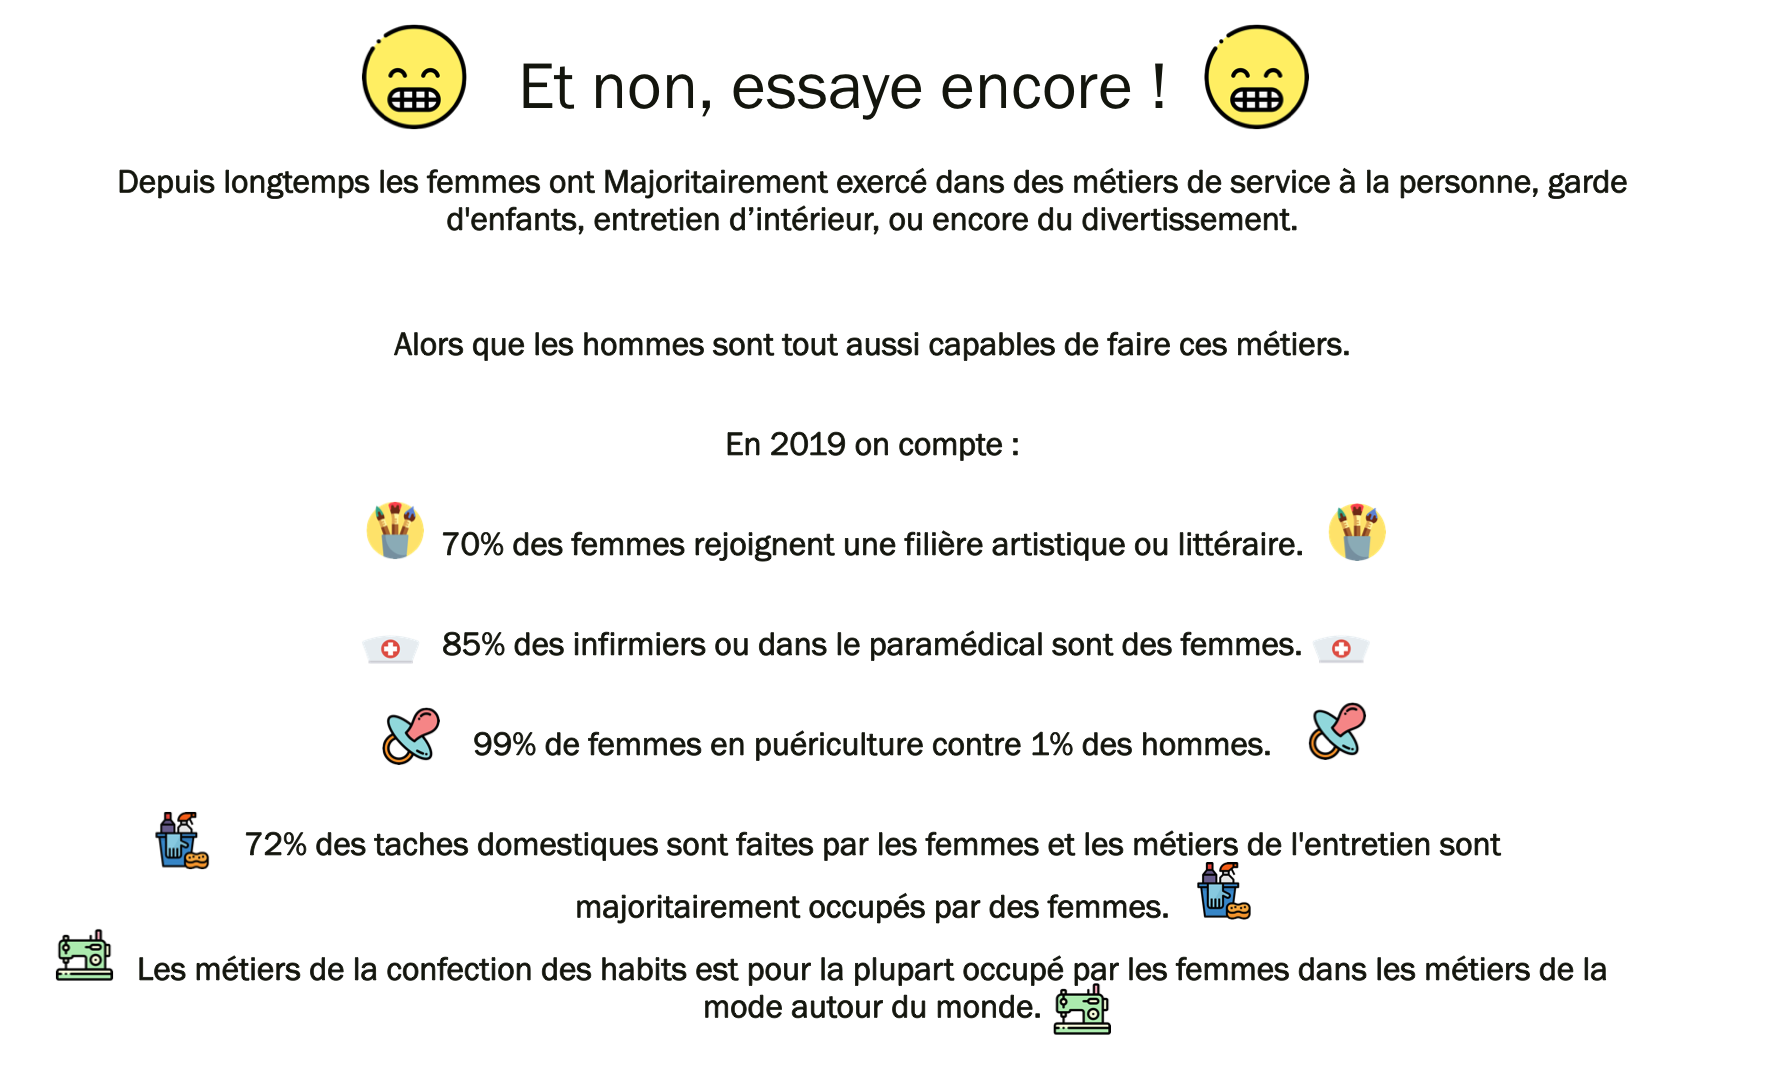 Et non, essaye encore !
Depuis longtemps les femmes ont Majoritairement exercé dans des métiers de service à la personne, garde
d'enfants, entretien d’intérieur, ou encore du divertissement.
Alors que les hommes sont tout aussi capables de faire ces métiers.
En 2019 on compte :
70% des femmes rejoignent une filière artistique ou littéraire.
85% des infirmiers ou dans le paramédical sont des femmes.
99% de femmes en puériculture contre 1% des hommes.
72% des taches domestiques sont faites par les femmes et les métiers de l'entretien sont
majoritairement occupés par des femmes.
Les métiers de la confection des habits est pour la plupart occupé par les femmes dans les métiers de la
mode autour du monde.